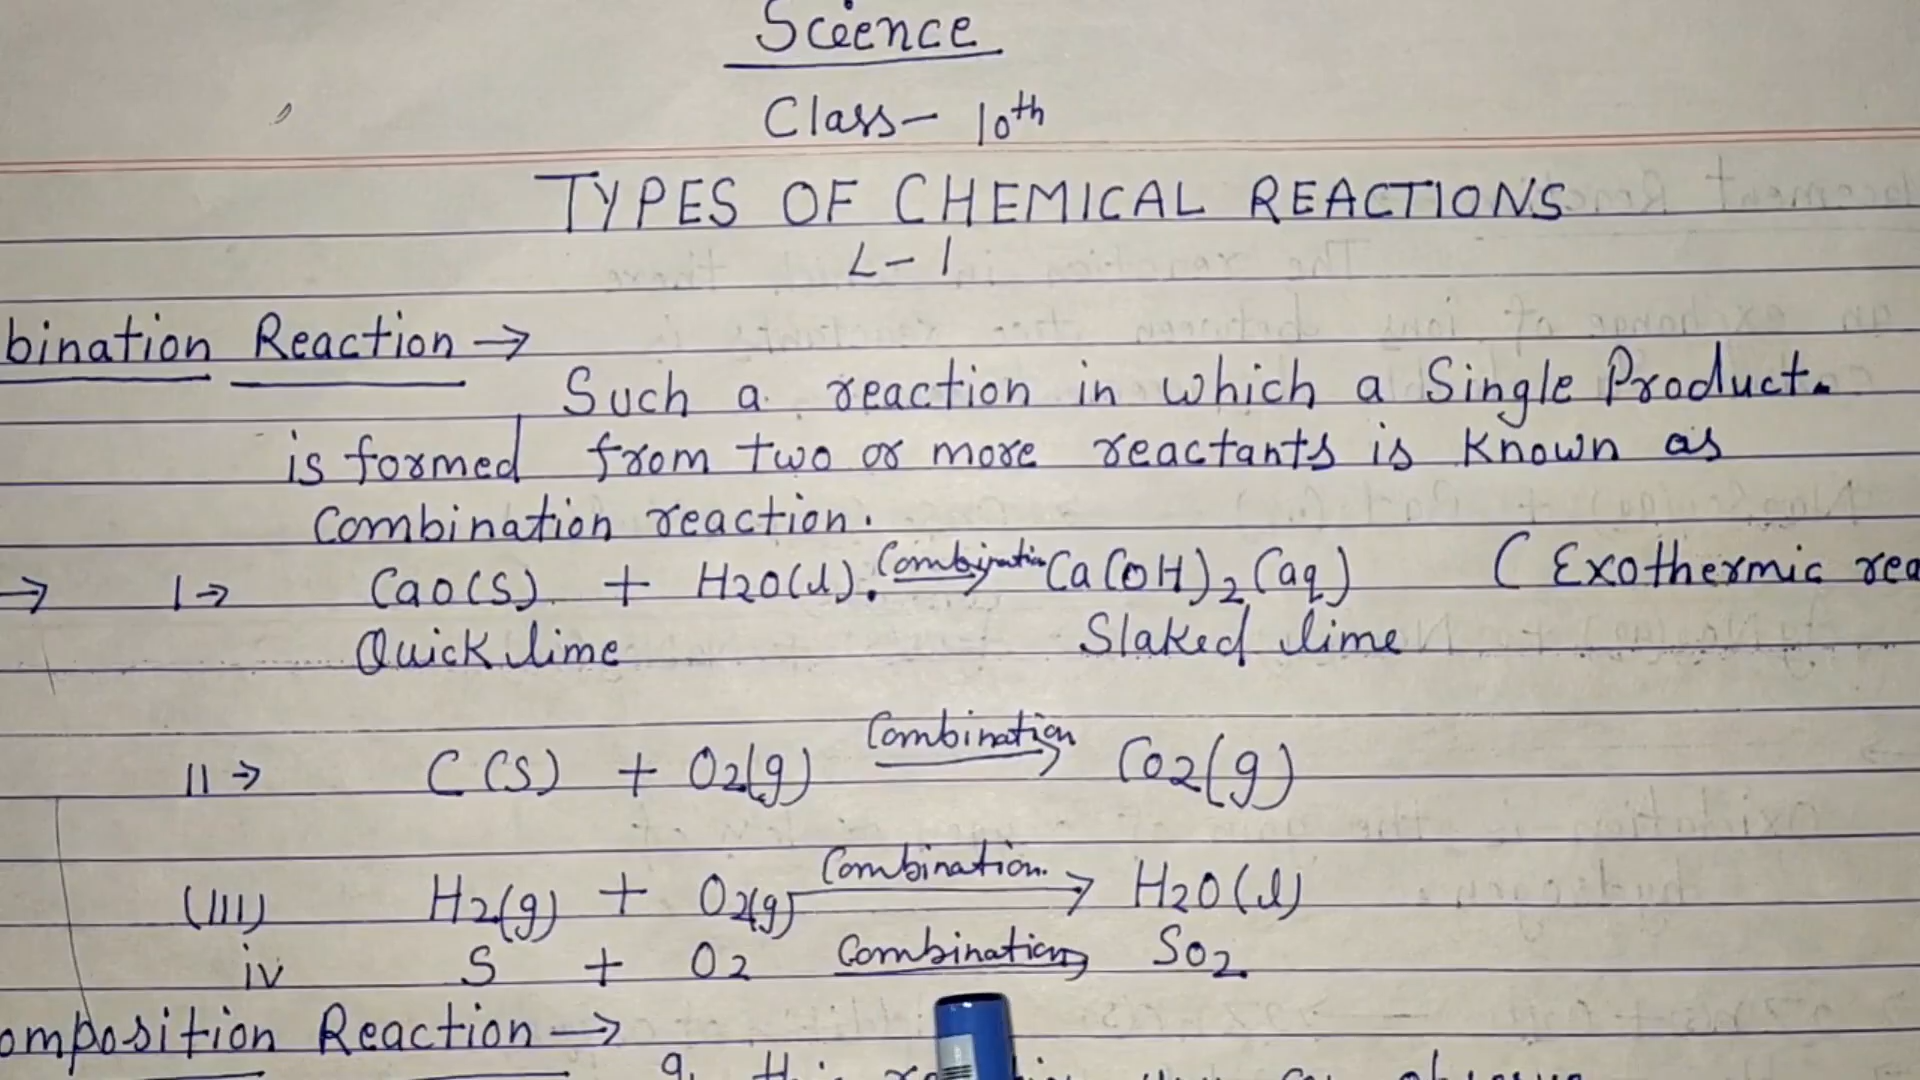 Science
Class- 10th
TYPES OF CHEMICAL REACTIONS
L-1
bination Reaction →
Such a reaction in which a Single Product.
is formed from two or more reactants is known as
Combination reaction.
→ 1→ CaO(s) + H2O(l). Combination Ca(OH)2(aq) (Exothermic rea
Quick lime Slaked lime
11→ C(s) + O2(g) Combination CO2(g)
(111) H2(g) + O2(g) Combination. → H2O(l)
iv S + O2 Combination SO2
omposition Reaction →